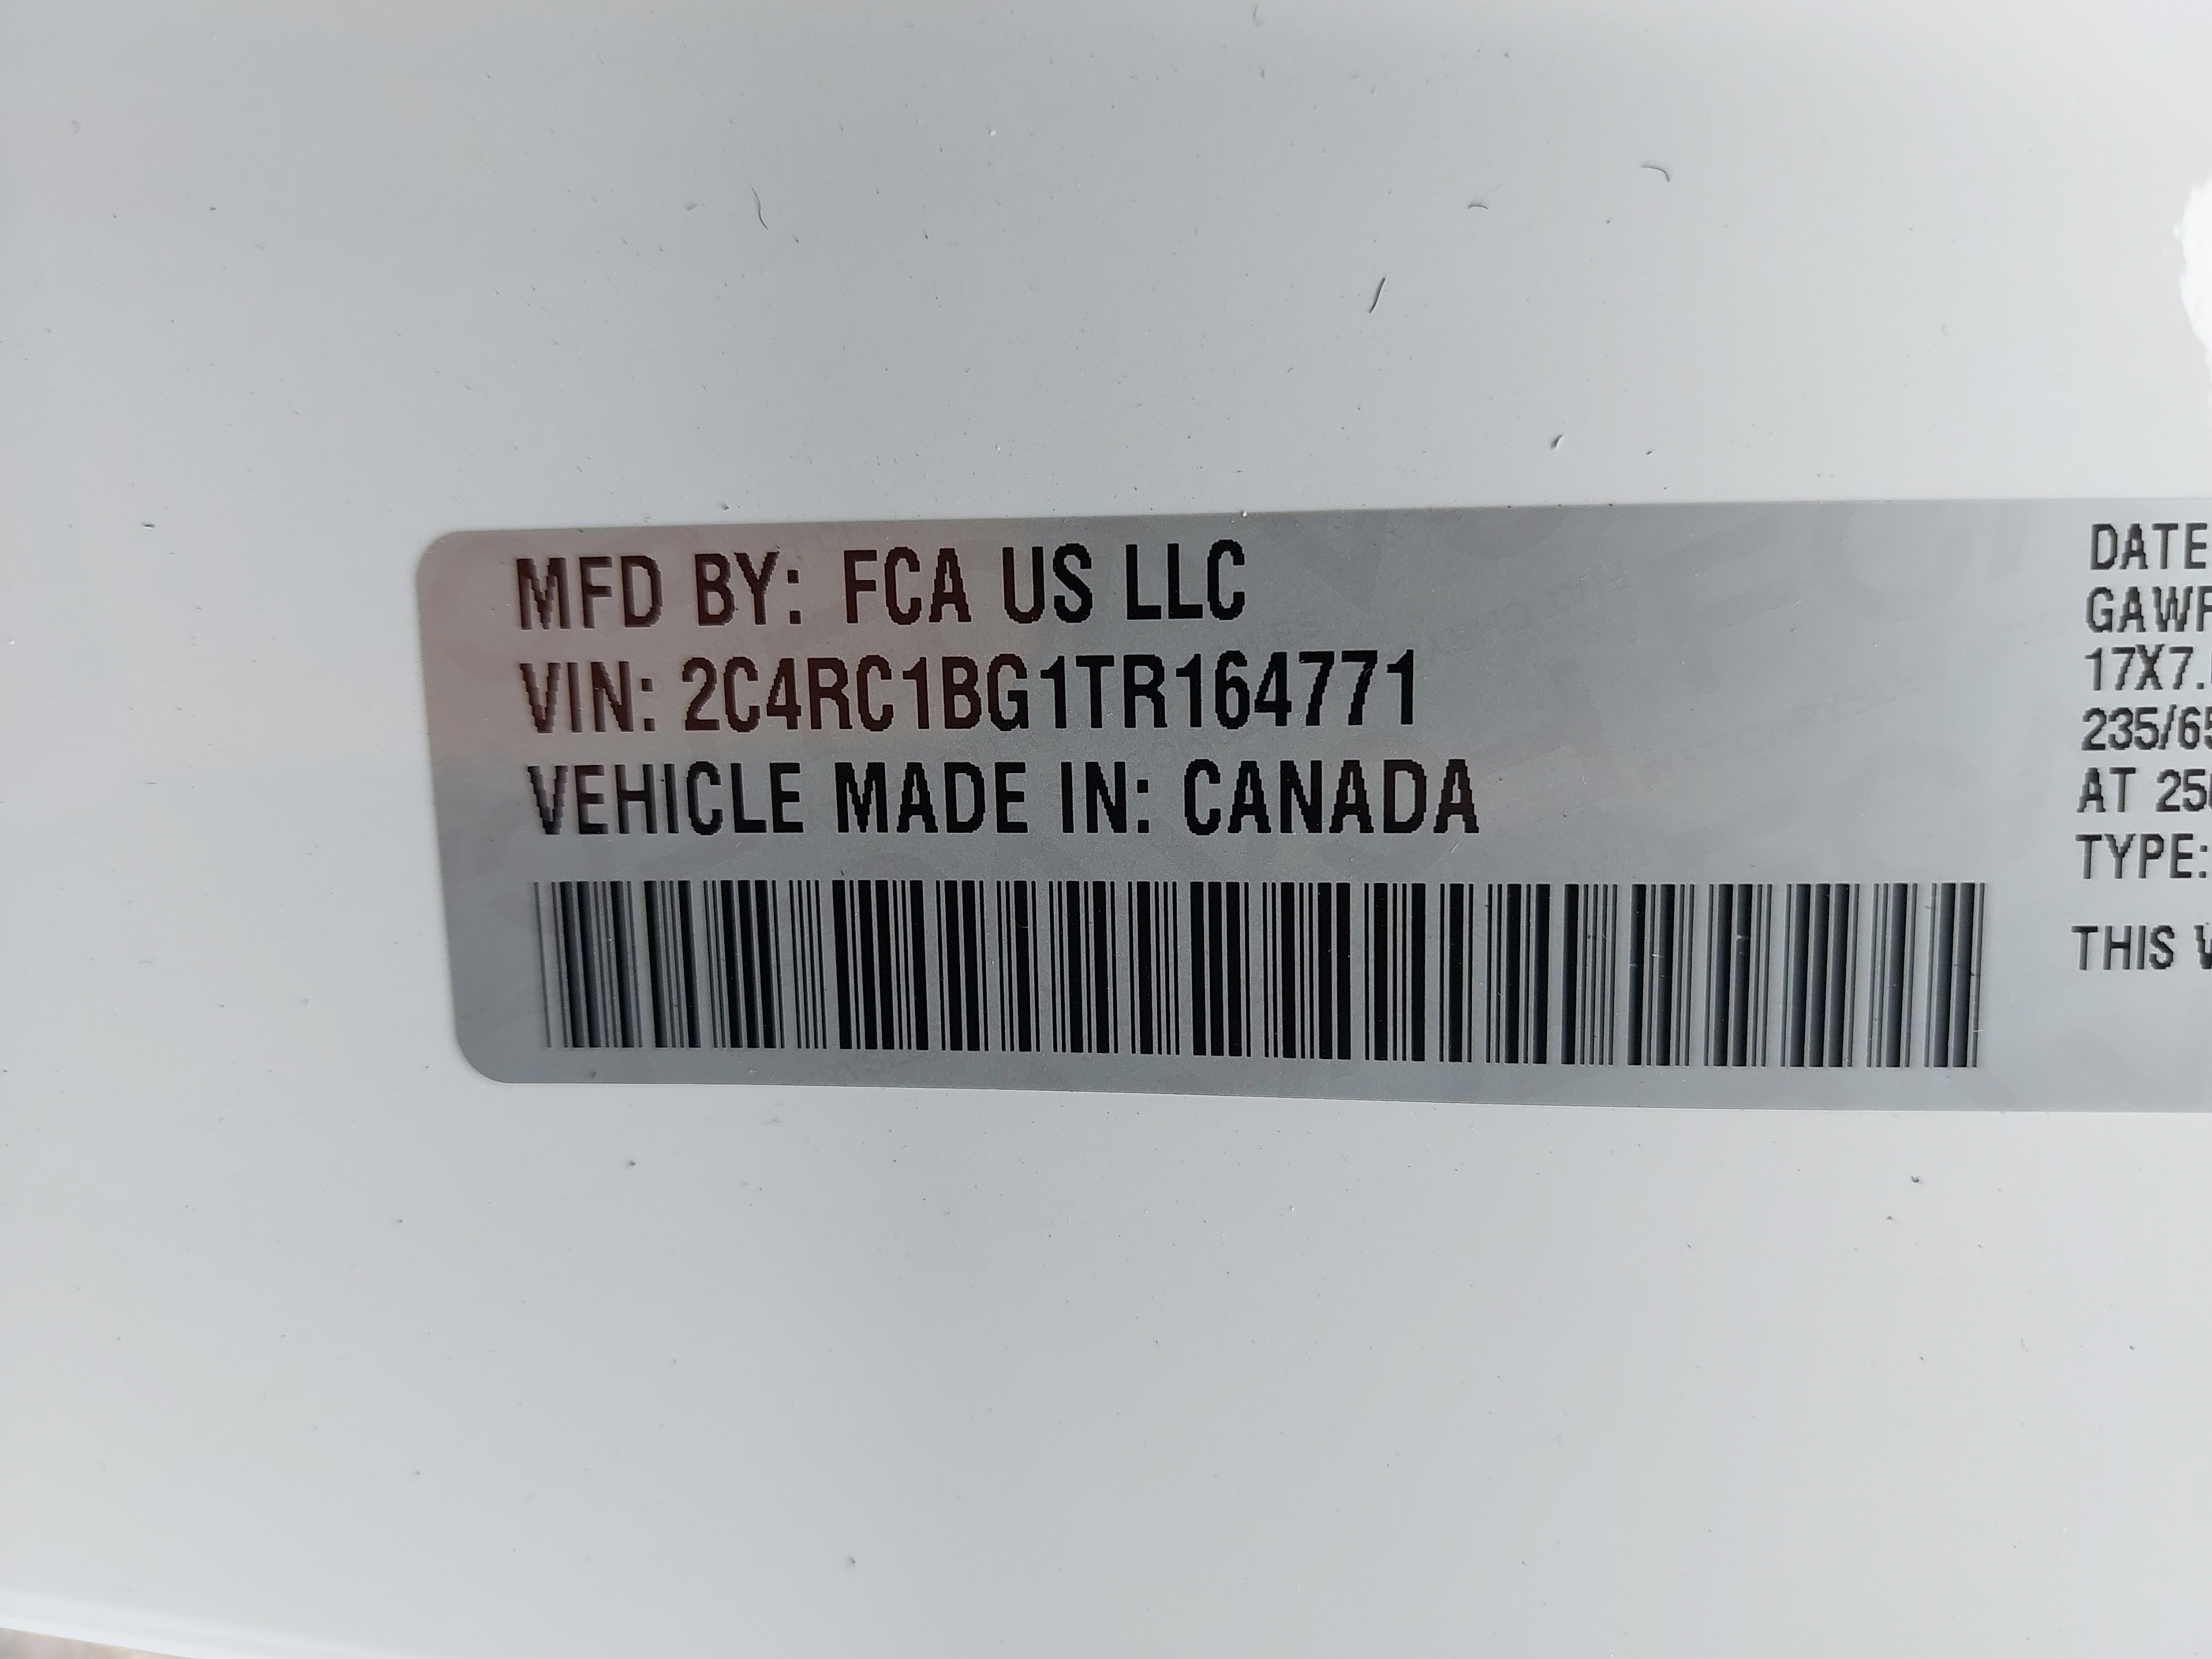 MFD BY: FCA US LLC
VIN: 2C4RC1BG1TR164771
VEHICLE MADE IN: CANADA
DATE
17X7.
235/65
AT 25
TYPE:
THIS